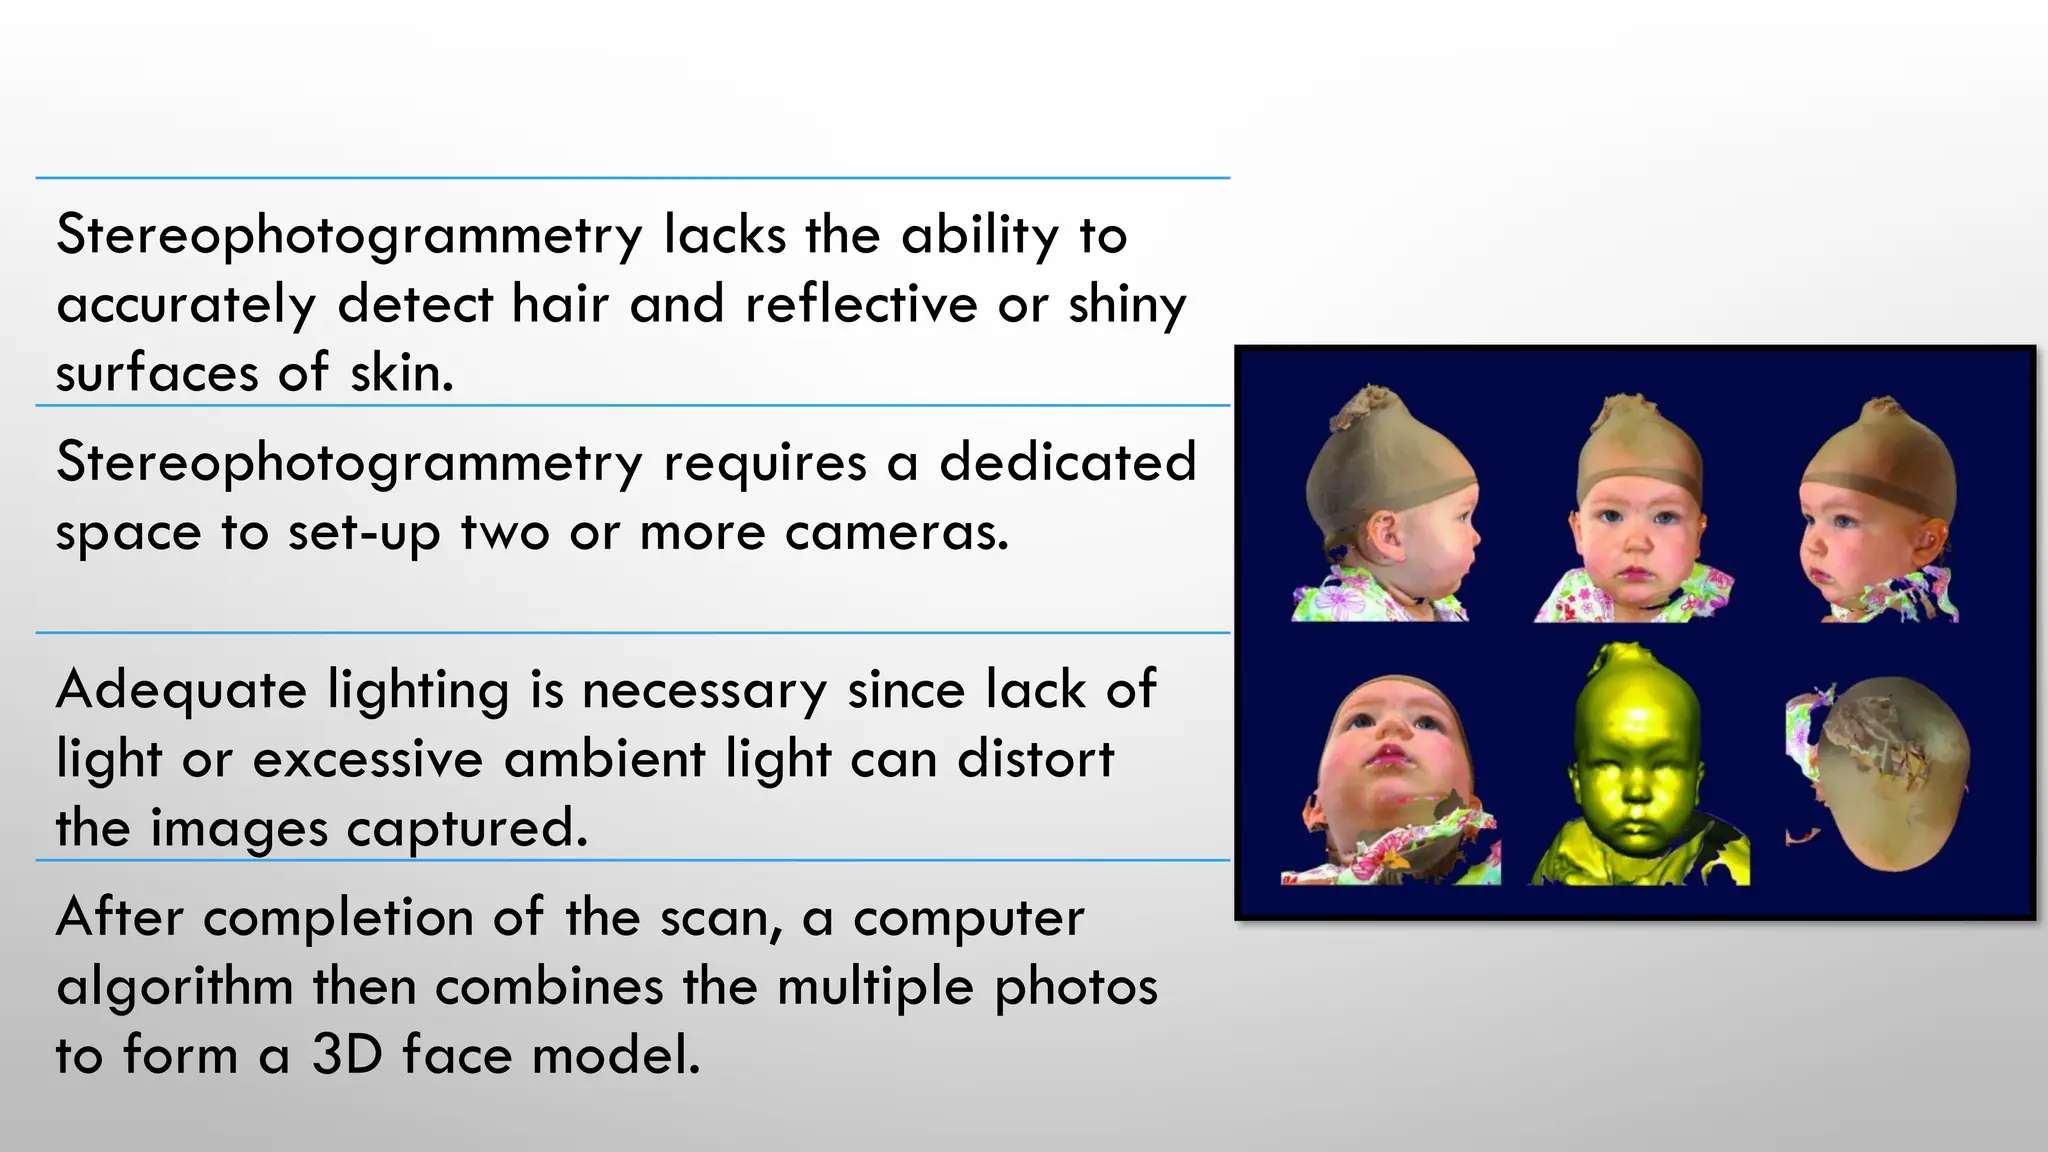 Stereophotogrammetry lacks the ability to
accurately detect hair and reflective or shiny
surfaces of skin.
Stereophotogrammetry requires a dedicated
space to set-up two or more cameras.
Adequate lighting is necessary since lack of
light or excessive ambient light can distort
the images captured.
After completion of the scan, a computer
algorithm then combines the multiple photos
to form a 3D face model.